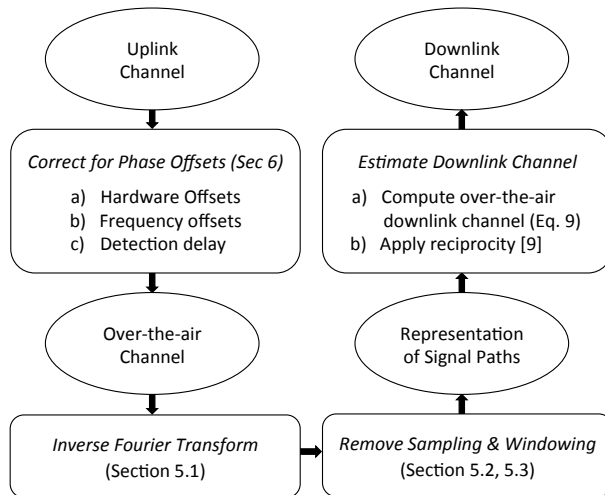 Uplink
Channel
Correct for Phase Offsets (Sec 6)
a) Hardware Offsets
b) Frequency offsets
c) Detection delay
Over-the-air
Channel
Inverse Fourier Transform
(Section 5.1)
Remove Sampling & Windowing
(Section 5.2, 5.3)
Representation
of Signal Paths
Estimate Downlink Channel
a) Compute over-the-air
downlink channel (Eq. 9)
b) Apply reciprocity [9]
Downlink
Channel